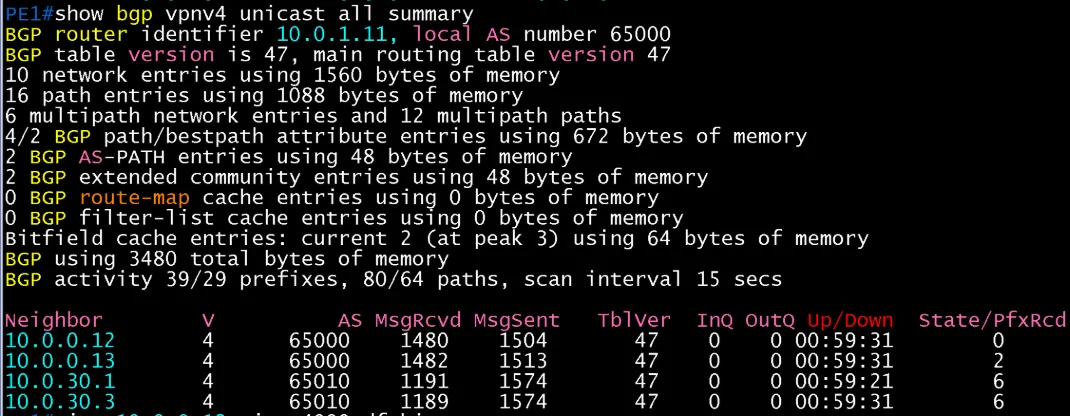 PE1#show bgp vpnv4 unicast all summary
BGP router identifier 10.0.1.11, local AS number 65000
BGP table version is 47, main routing table version 47
10 network entries using 1560 bytes of memory
16 path entries using 1088 bytes of memory
6 multipath network entries and 12 multipath paths
4/2 BGP path/bestpath attribute entries using 672 bytes of memory
2 BGP AS-PATH entries using 48 bytes of memory
2 BGP extended community entries using 48 bytes of memory
0 BGP route-map cache entries using 0 bytes of memory
0 BGP filter-list cache entries using 0 bytes of memory
Bitfield cache entries: current 2 (at peak 3) using 64 bytes of memory
BGP using 3480 total bytes of memory
BGP activity 39/29 prefixes, 80/64 paths, scan interval 15 secs
Neighbor V AS MsgRcvd MsgSent TblVer InQ OutQ Up/Down State/PfxRcd
10.0.0.12 4 65000 1480 1504 47 0 0 00:59:31 0
10.0.0.13 4 65000 1482 1513 47 0 0 00:59:31 2
10.0.30.1 4 65010 1191 1574 47 0 0 00:59:21 6
10.0.30.3 4 65010 1189 1574 47 0 0 00:59:31 6